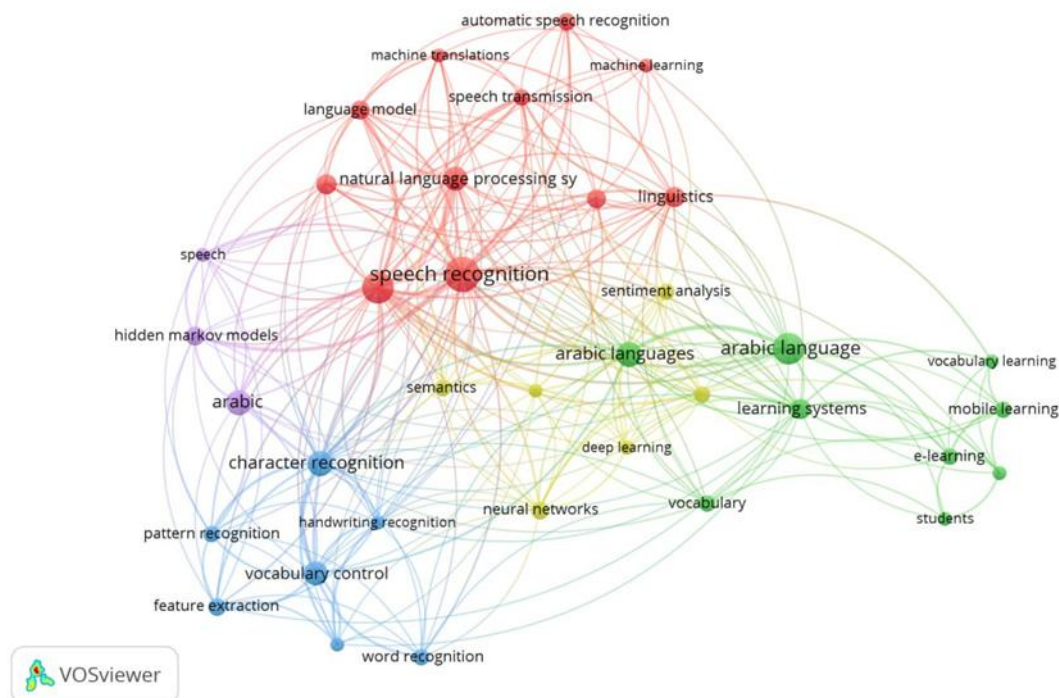 automatic speech recognition
machine translations
machine learning
speech transmission
language model
natural language processing sy
linguistics
speech
speech recognition
sentiment analysis
hidden markov models
arabic languages
arabic language
vocabulary learning
semantics
arabic
learning systems
mobile learning
deep learning
e-learning
character recognition
vocabulary
neural networks
students
handwriting recognition
pattern recognition
vocabulary control
feature extraction
word recognition
VOSviewer